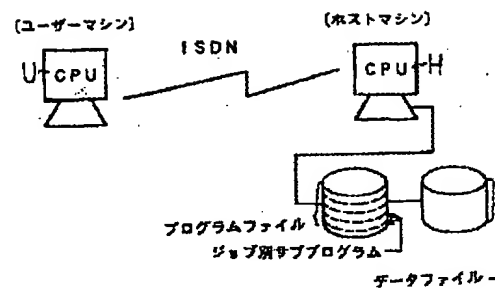 [ユーザーマシン]
[ホストマシン]
ISDN
U
CPU
CPU
H
プログラムファイル
ジョブ別サブプログラム
データファイル